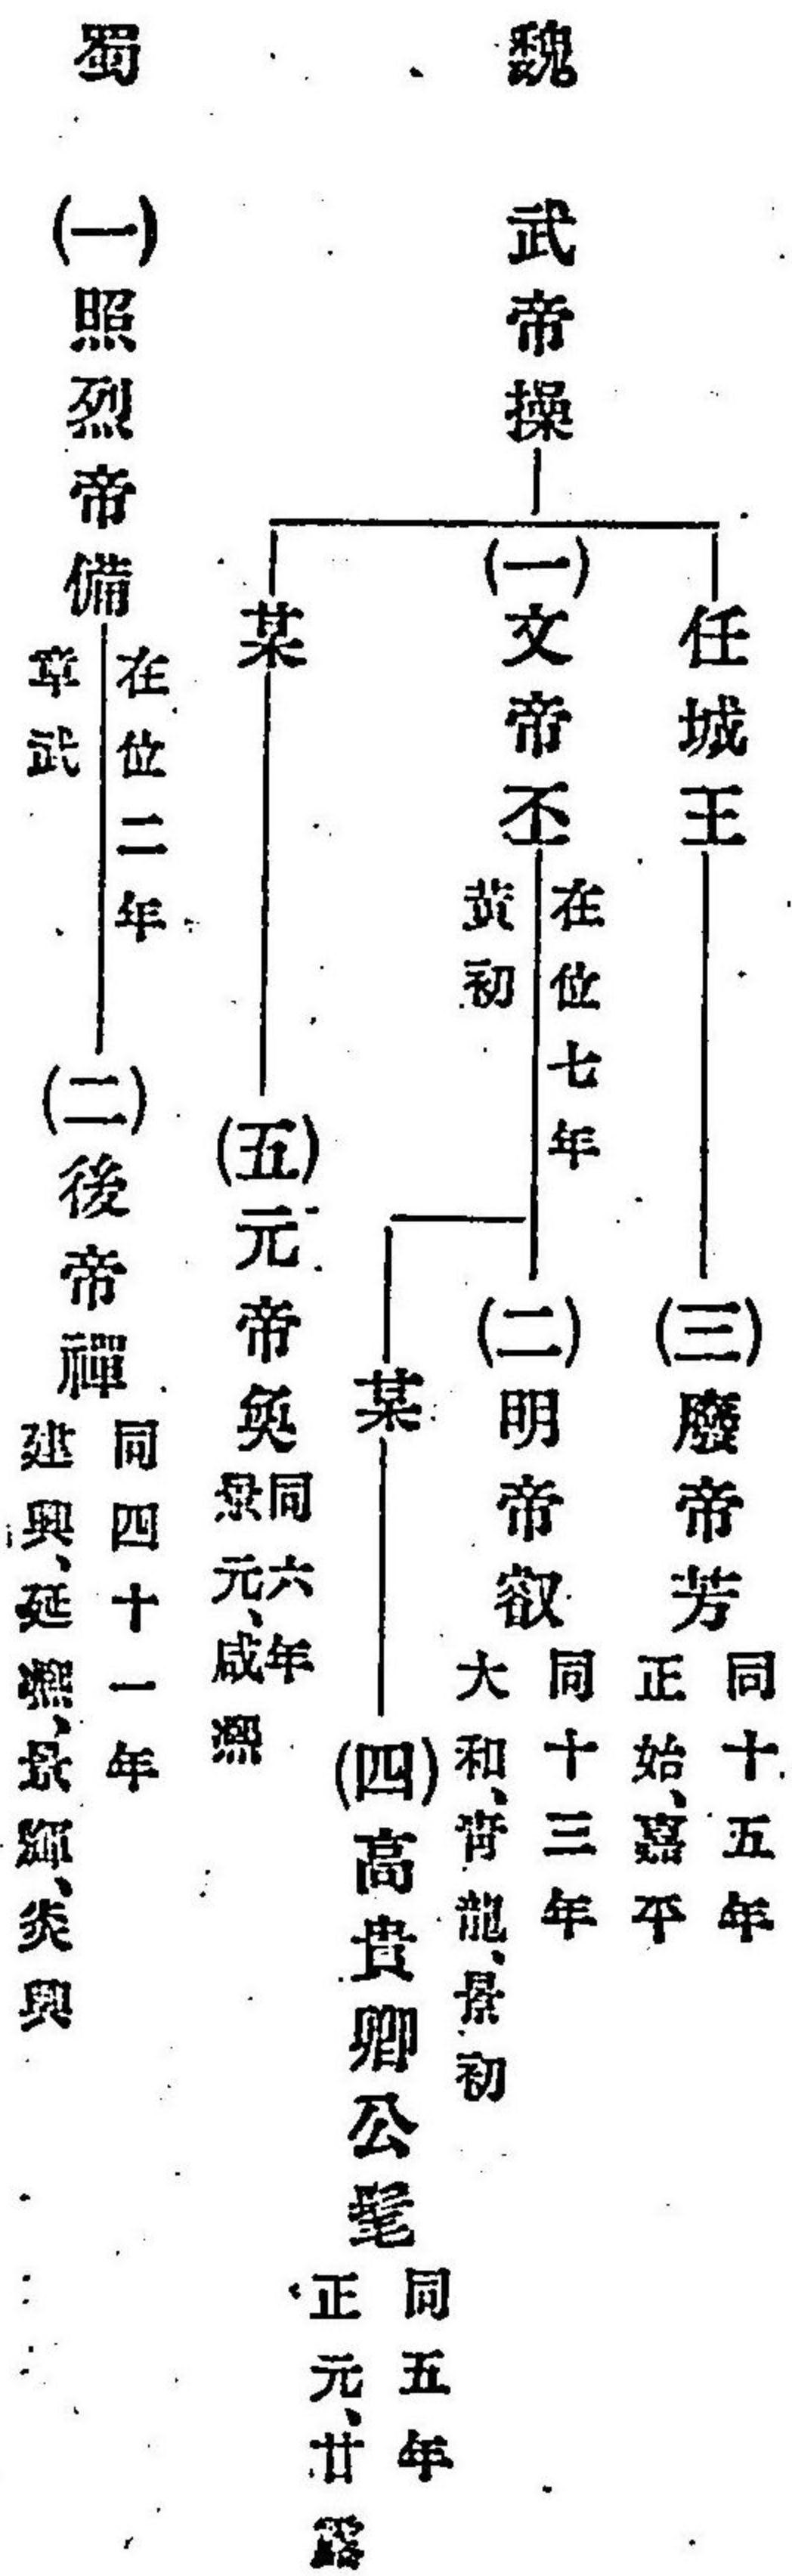 魏
武帝操
任城王
(三)廢帝芳
同十五年
正始、嘉平
(一)文帝丕
在位七年
黃初
(二)明帝叡
同十三年
大和、靑龍、景初
某
(四)高貴卿公髦
同五年
正元、甘露
某
(五)元帝奐
同六年
景元、咸熙
蜀
(一)照烈帝備
在位二年
章武
(二)後帝禪
同四十一年
建興、延熙、景輝、炎興